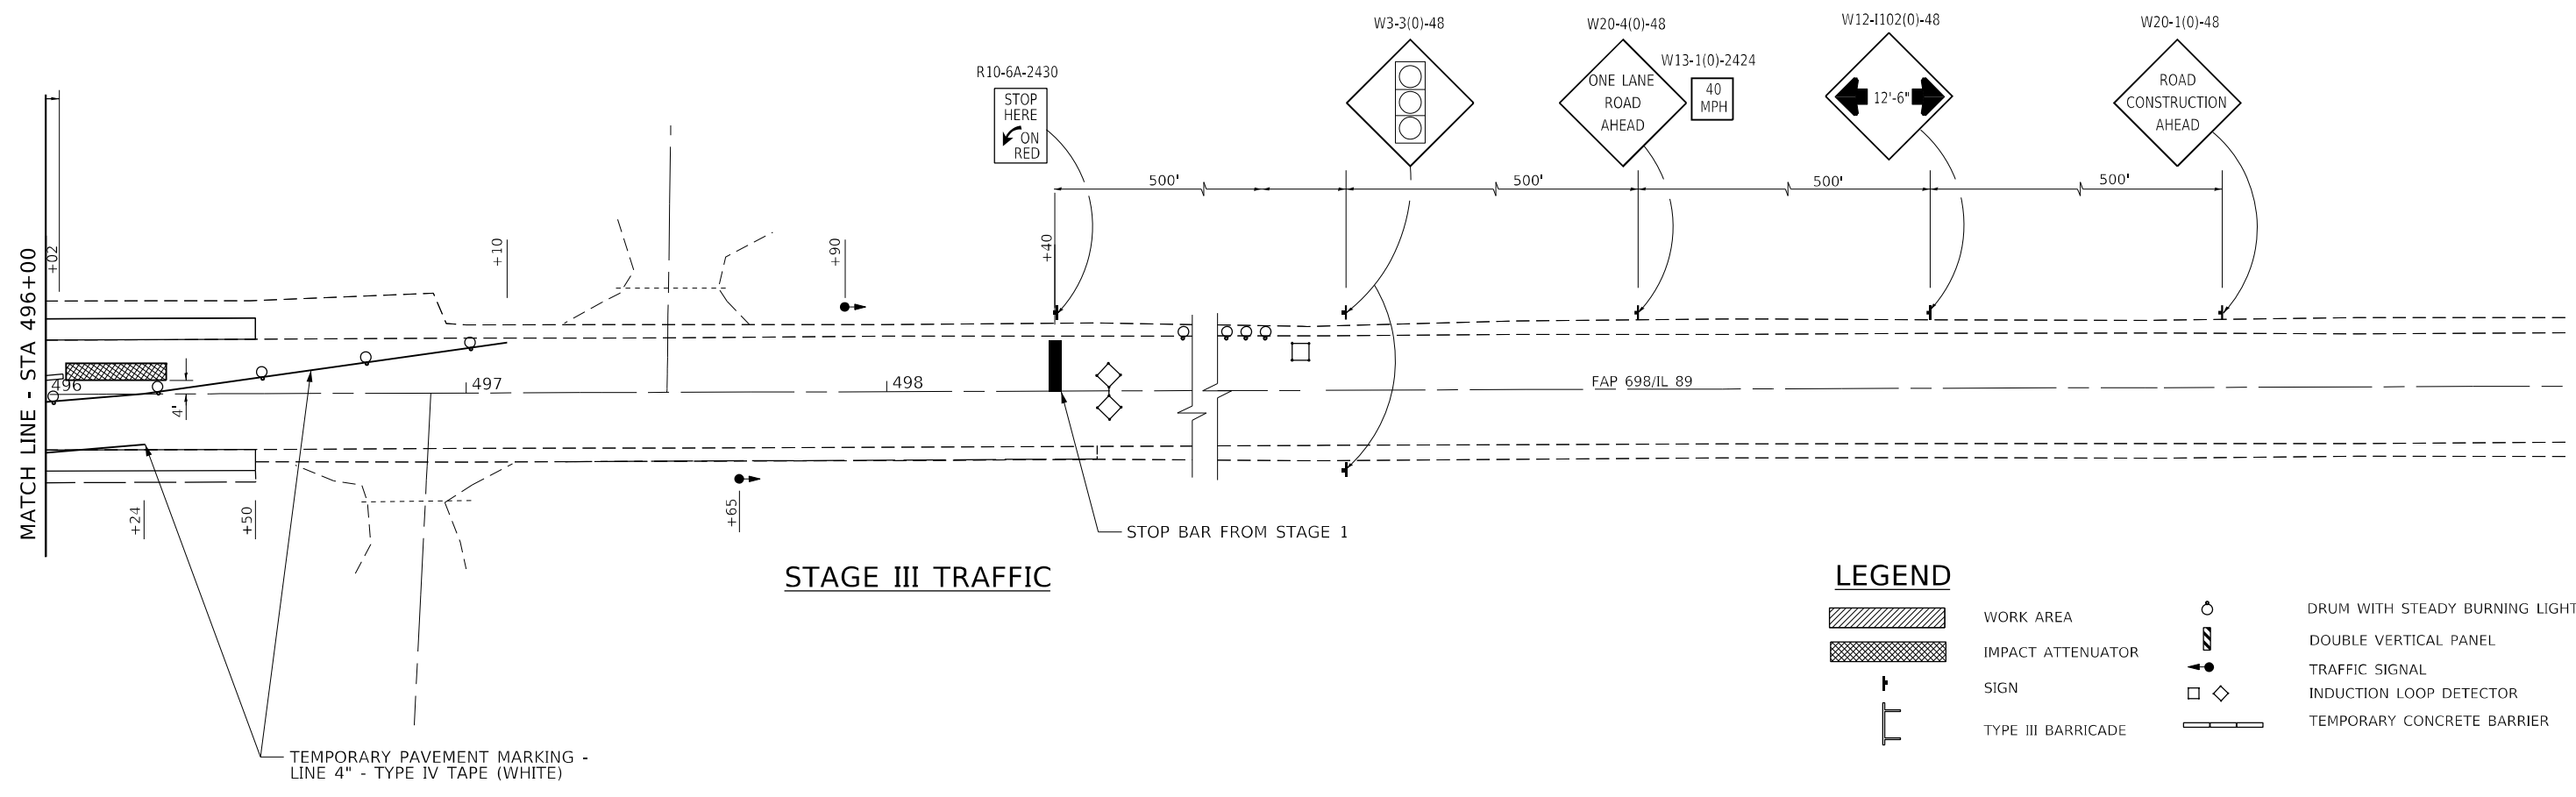 W3-3(0)-48
W20-4(0)-48
W12-I102(0)-48
W20-1(0)-48
R10-6A-2430
W13-1(0)-2424
STOP
HERE
ON
RED
ONE LANE
ROAD
AHEAD
40
MPH
12'-6"
ROAD
CONSTRUCTION
AHEAD
500'
500'
500'
500'
MATCH LINE - STA 496+00
+02
+10
+90
+40
496
497
498
4'
FAP 698/IL 89
+24
+50
+65
STOP BAR FROM STAGE 1
STAGE III TRAFFIC
TEMPORARY PAVEMENT MARKING -
LINE 4" - TYPE IV TAPE (WHITE)
LEGEND
WORK AREA
IMPACT ATTENUATOR
SIGN
TYPE III BARRICADE
DRUM WITH STEADY BURNING LIGHT
DOUBLE VERTICAL PANEL
TRAFFIC SIGNAL
INDUCTION LOOP DETECTOR
TEMPORARY CONCRETE BARRIER